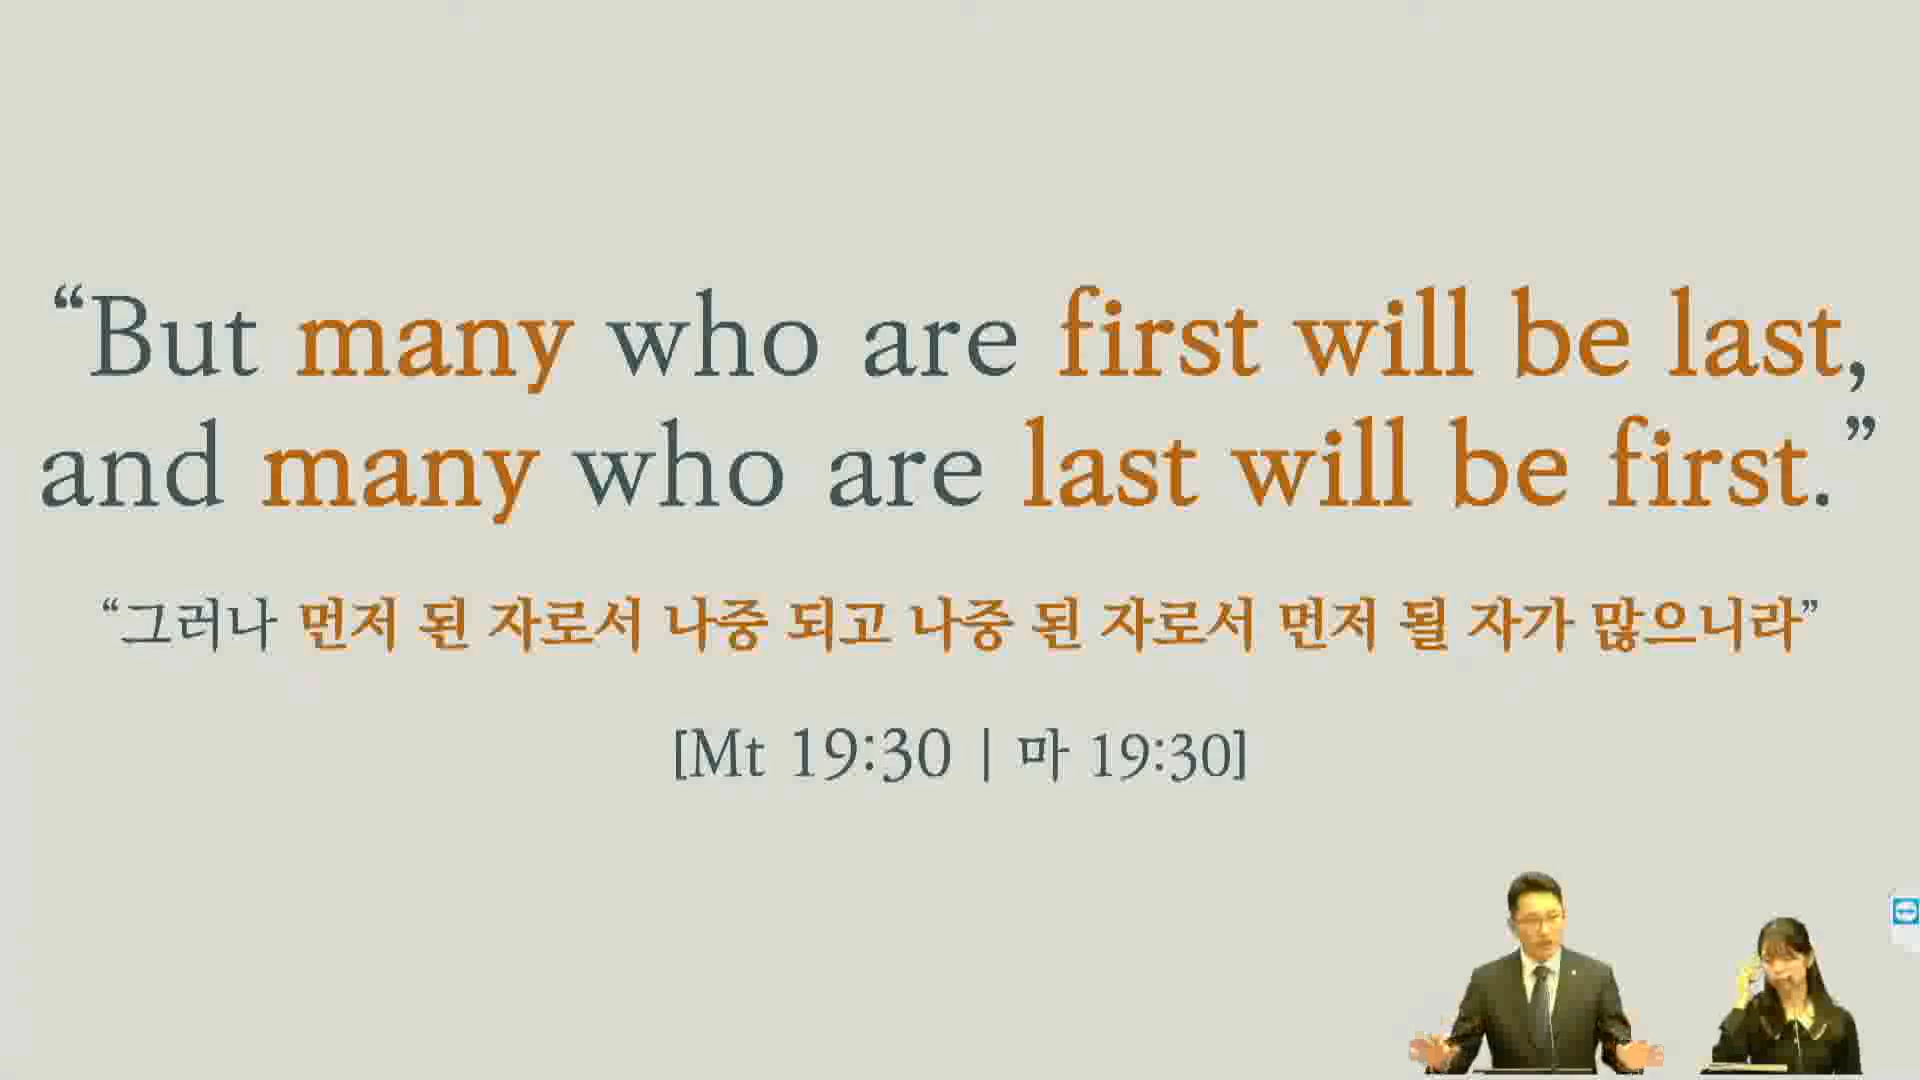 “But many who are first will be last,
and many who are last will be first.”
“그러나 먼저 된 자로서 나중 되고 나중 된 자로서 먼저 될 자가 많으니라”
[Mt 19:30 | 마 19:30]